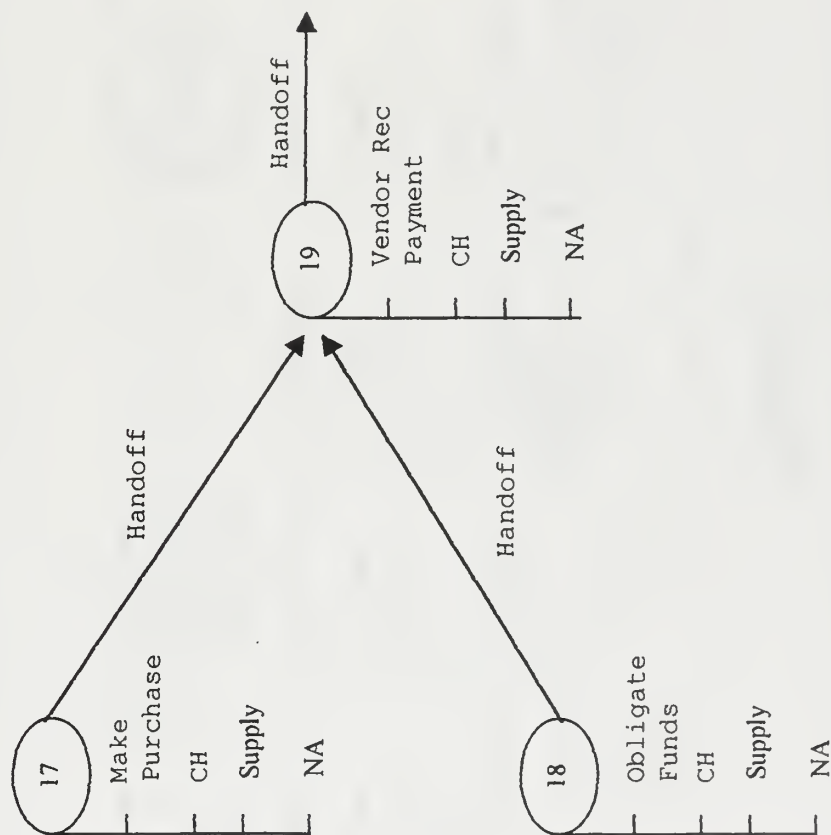 17
Make
Purchase
CH
Supply
NA
Handoff
18
Obligate
Funds
CH
Supply
NA
Handoff
19
Vendor Rec
Payment
CH
Supply
NA
Handoff